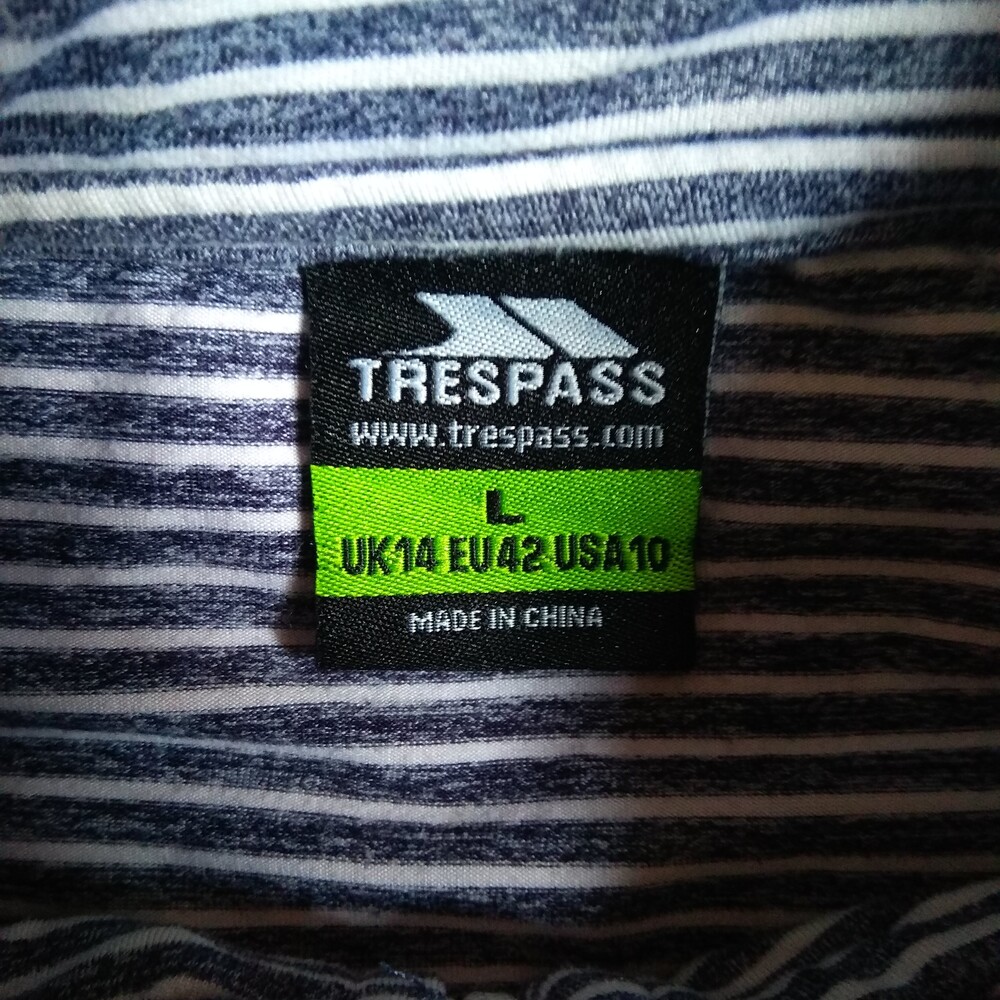 TRESPASS
www.trespass.com
L
UK14 EU42 USA10
MADE IN CHINA